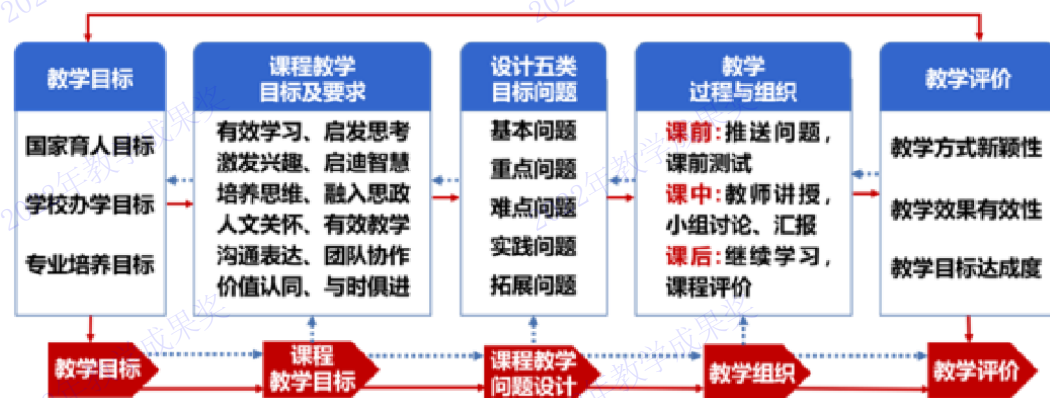 教学目标
国家育人目标
学校办学目标
专业培养目标
课程教学
目标及要求
有效学习、启发思考
激发兴趣、启迪智慧
培养思维、融入思政
人文关怀、有效教学
沟通表达、团队协作
价值认同、与时俱进
设计五类
目标问题
基本问题
重点问题
难点问题
实践问题
拓展问题
教学
过程与组织
课前:推送问题,
课前测试
课中:教师讲授,
小组讨论、汇报
课后:继续学习,
课程评价
教学评价
教学方式新颖性
教学效果有效性
教学目标达成度
教学目标
课程
教学目标
课程教学
问题设计
教学组织
教学评价